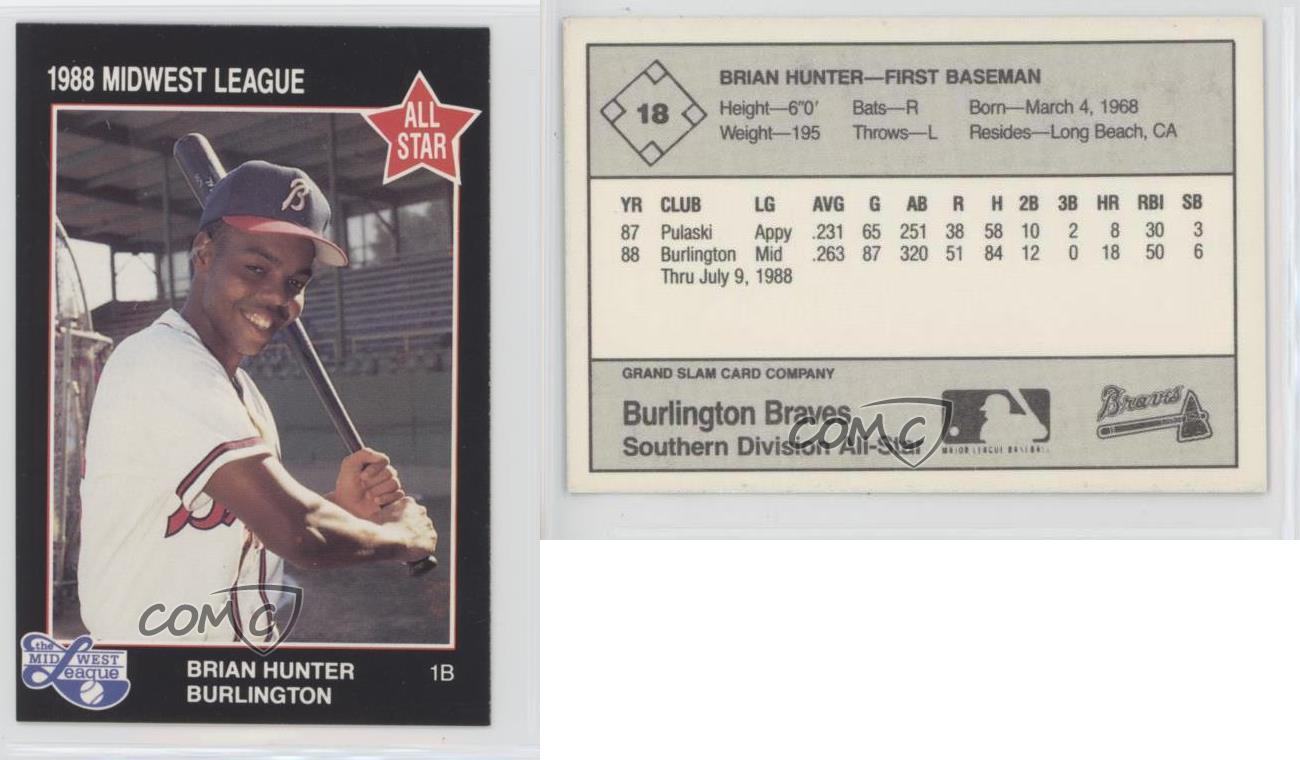 1988 MIDWEST LEAGUE
ALL
STAR
B
COMC
the
MIDWEST
League
BRIAN HUNTER 1B
BURLINGTON
18
BRIAN HUNTER—FIRST BASEMAN
Height—6"0' Bats—R Born—March 4, 1968
Weight—195 Throws—L Resides—Long Beach, CA
YR CLUB LG AVG G AB R H 2B 3B HR RBI SB
87 Pulaski Appy .231 65 251 38 58 10 2 8 30 3
88 Burlington Mid .263 87 320 51 84 12 0 18 50 6
Thru July 9, 1988
GRAND SLAM CARD COMPANY
Burlington Braves
Southern Division All-Star
COMC
MAJOR LEAGUE BASEBALL
Braves